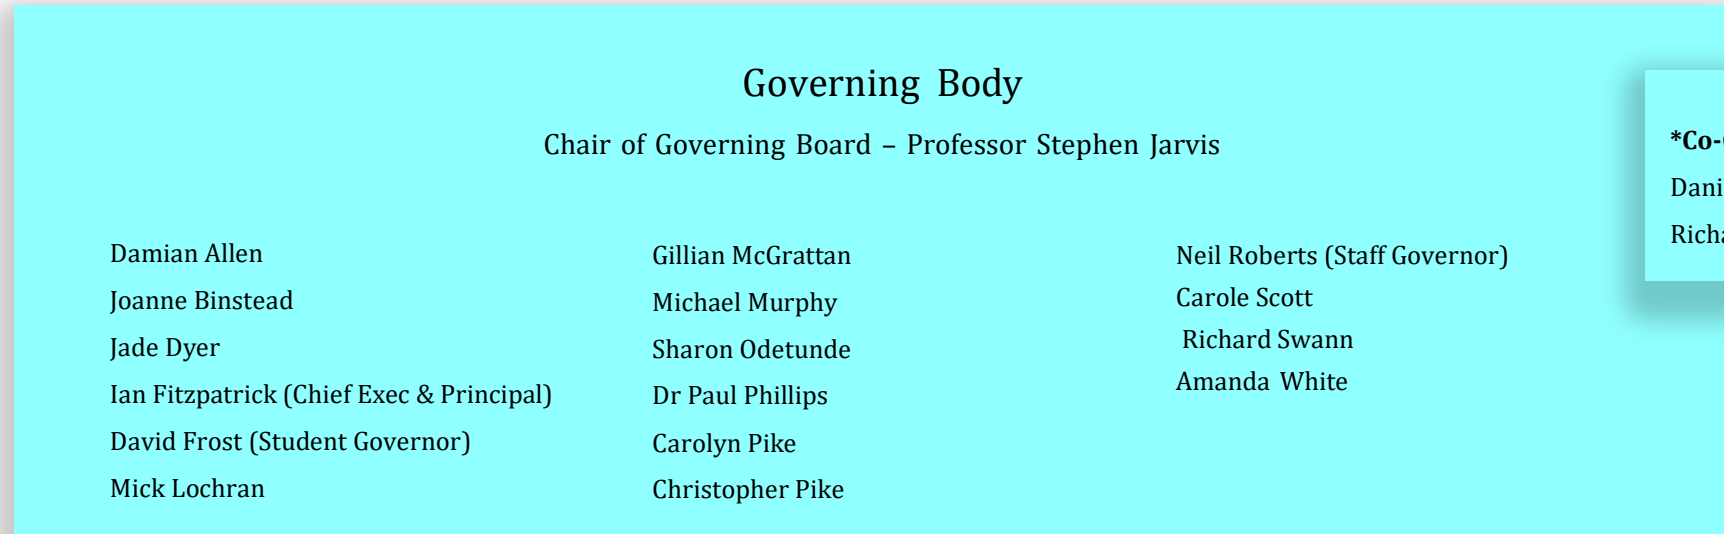 Governing Body
Chair of Governing Board – Professor Stephen Jarvis
Damian Allen
Joanne Binstead
Jade Dyer
Ian Fitzpatrick (Chief Exec & Principal)
David Frost (Student Governor)
Mick Lochran
Gillian McGrattan
Michael Murphy
Sharon Odetunde
Dr Paul Phillips
Carolyn Pike
Christopher Pike
Neil Roberts (Staff Governor)
Carole Scott
Richard Swann
Amanda White